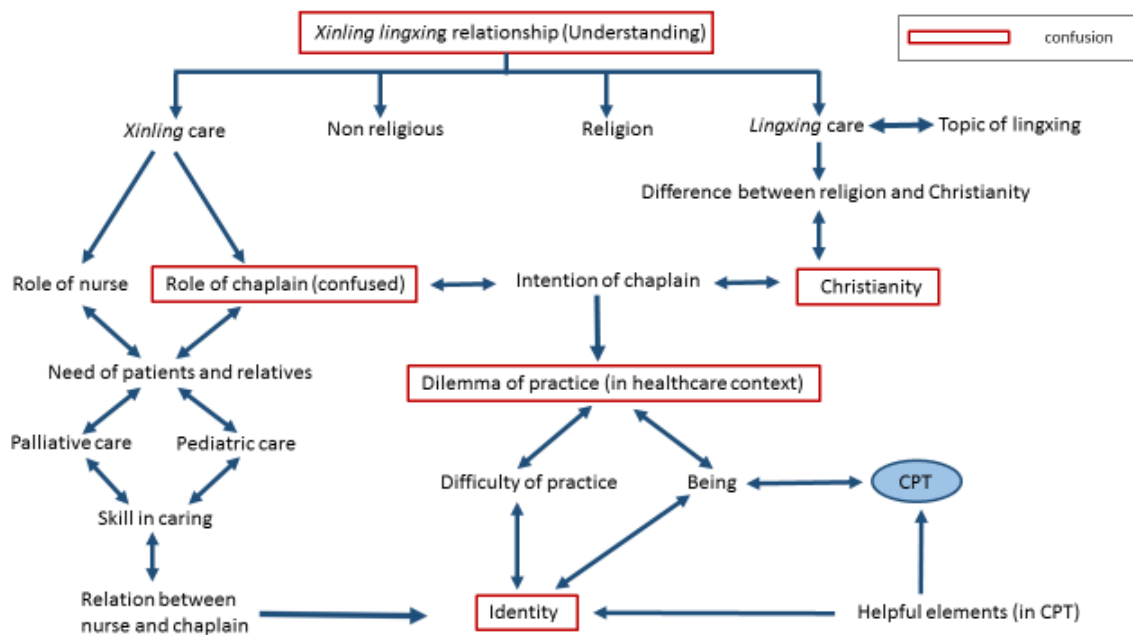 Xinling lingxing relationship (Understanding)
confusion
Xinling care
Non religious
Religion
Lingxing care
Topic of lingxing
Difference between religion and Christianity
Role of nurse
Role of chaplain (confused)
Intention of chaplain
Christianity
Need of patients and relatives
Dilemma of practice (in healthcare context)
Palliative care
Pediatric care
Difficulty of practice
Being
CPT
Skill in caring
Relation between
nurse and chaplain
Identity
Helpful elements (in CPT)